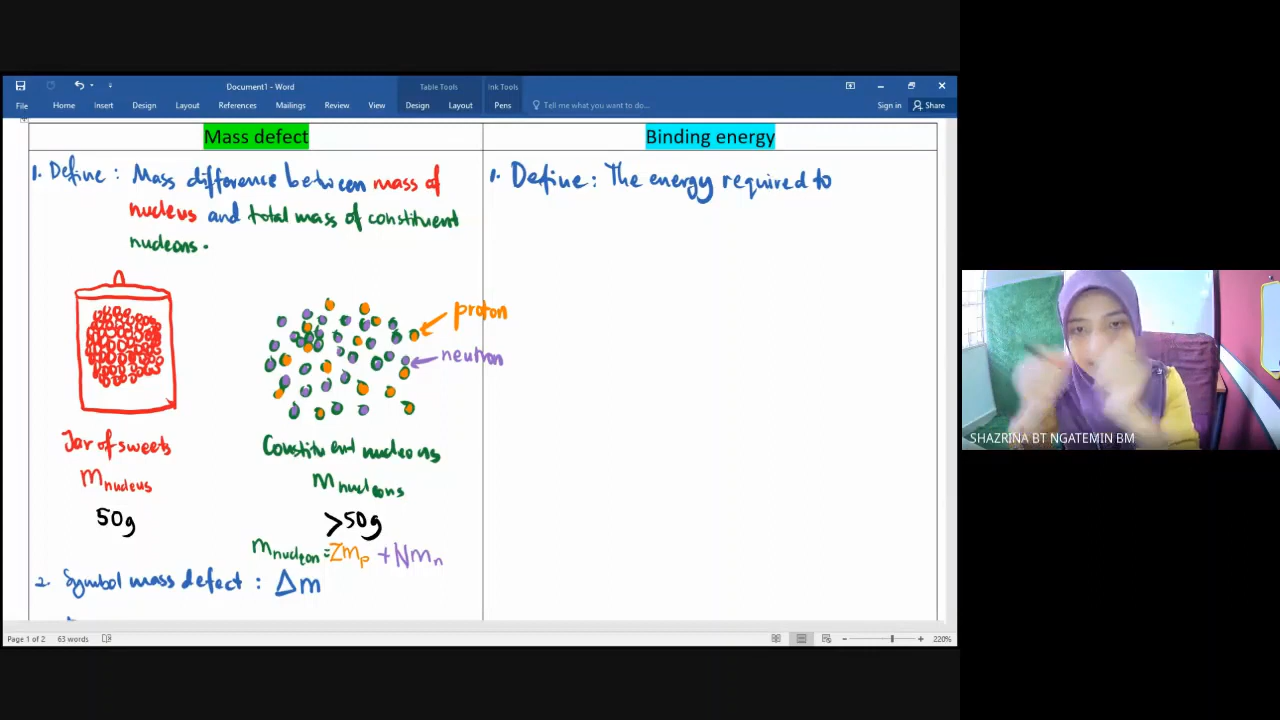 Document1 - Word
Table Tools
Ink Tools
File
Home
Insert
Design
Layout
References
Mailings
Review
View
Design
Layout
Pens
Tell me what you want to do...
Sign in
Share
Mass defect
Binding energy
1. Define : Mass difference between mass of
nucleus and total mass of constituent
nucleons.
1. Define : The energy required to
proton
neutron
Jar of sweets
Constituent nucleons
Mnucleus
Mnucleons
50g
>50g
Mnucleon = Zmp + Nmn
2. Symbol mass defect : Δm
SHAZRINA BT NGATEMIN BM
Page 1 of 2
63 words
220%